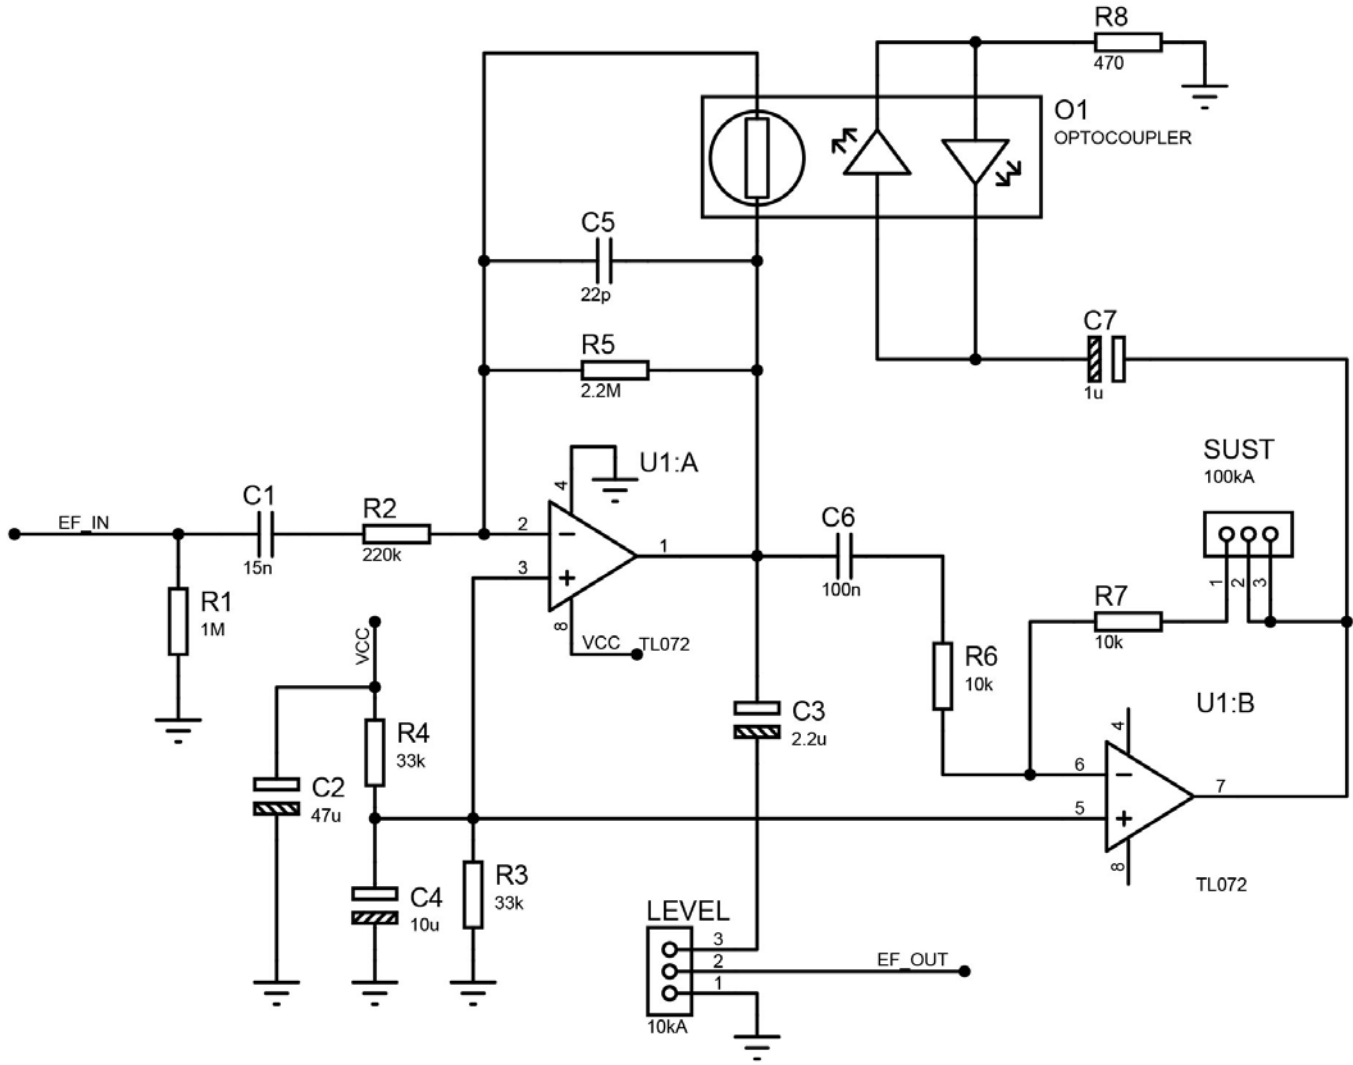 R8
470
O1
OPTOCOUPLER
C5
22p
C7
1u
R5
2.2M
SUST
100kA
1
2
3
U1:A
4
2
3
1
8
VCC
TL072
EF_IN
C1
15n
R2
220k
R1
1M
C6
100n
R7
10k
R6
10k
VCC
R4
33k
C2
47u
C3
2.2u
U1:B
4
6
5
7
8
TL072
C4
10u
R3
33k
LEVEL
3
2
1
10kA
EF_OUT